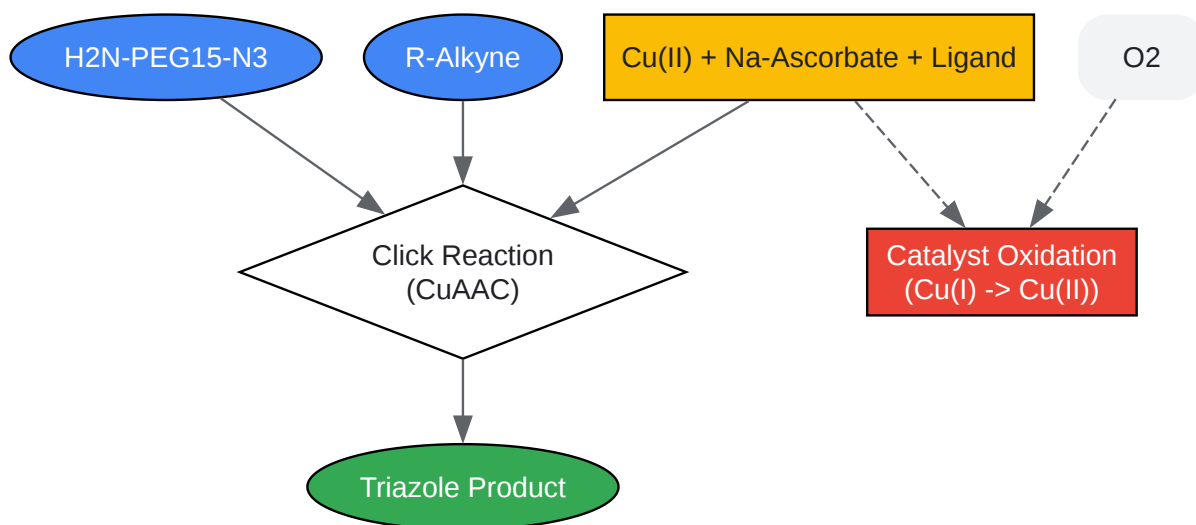 H2N-PEG15-N3
R-Alkyne
Cu(II) + Na-Ascorbate + Ligand
O2
Click Reaction
(CuAAC)
Catalyst Oxidation
(Cu(I) -> Cu(II))
Triazole Product